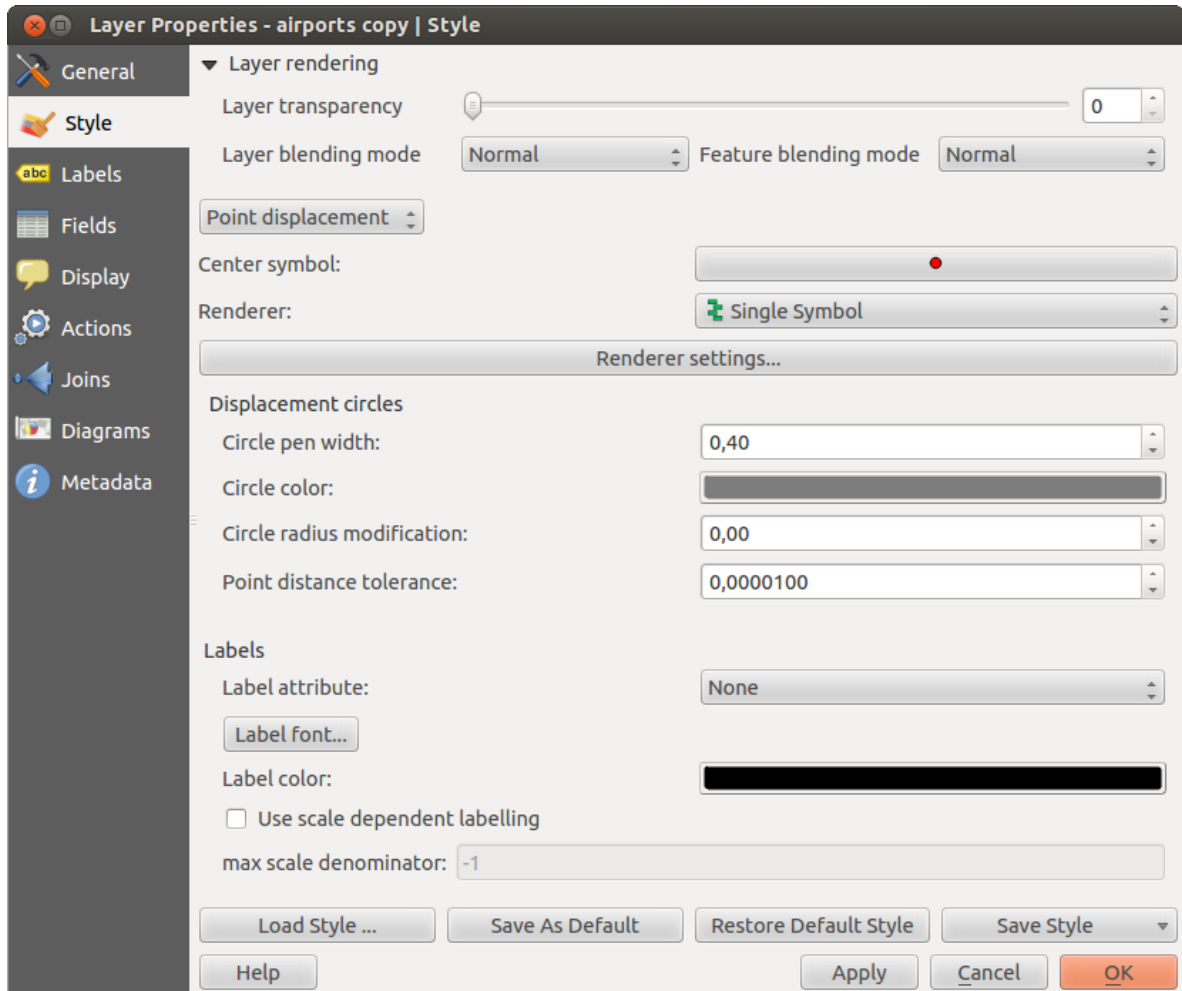 Layer Properties - airports copy | Style
General
Style
abc Labels
Fields
Display
Actions
Joins
Diagrams
i Metadata
Layer rendering
Layer transparency 0
Layer blending mode Normal Feature blending mode Normal
Point displacement
Center symbol:
Renderer: Single Symbol
Renderer settings...
Displacement circles
Circle pen width: 0,40
Circle color:
Circle radius modification: 0,00
Point distance tolerance: 0,0000100
Labels
Label attribute: None
Label font...
Label color:
Use scale dependent labelling
max scale denominator: -1
Load Style ... Save As Default Restore Default Style Save Style
Help Apply Cancel OK